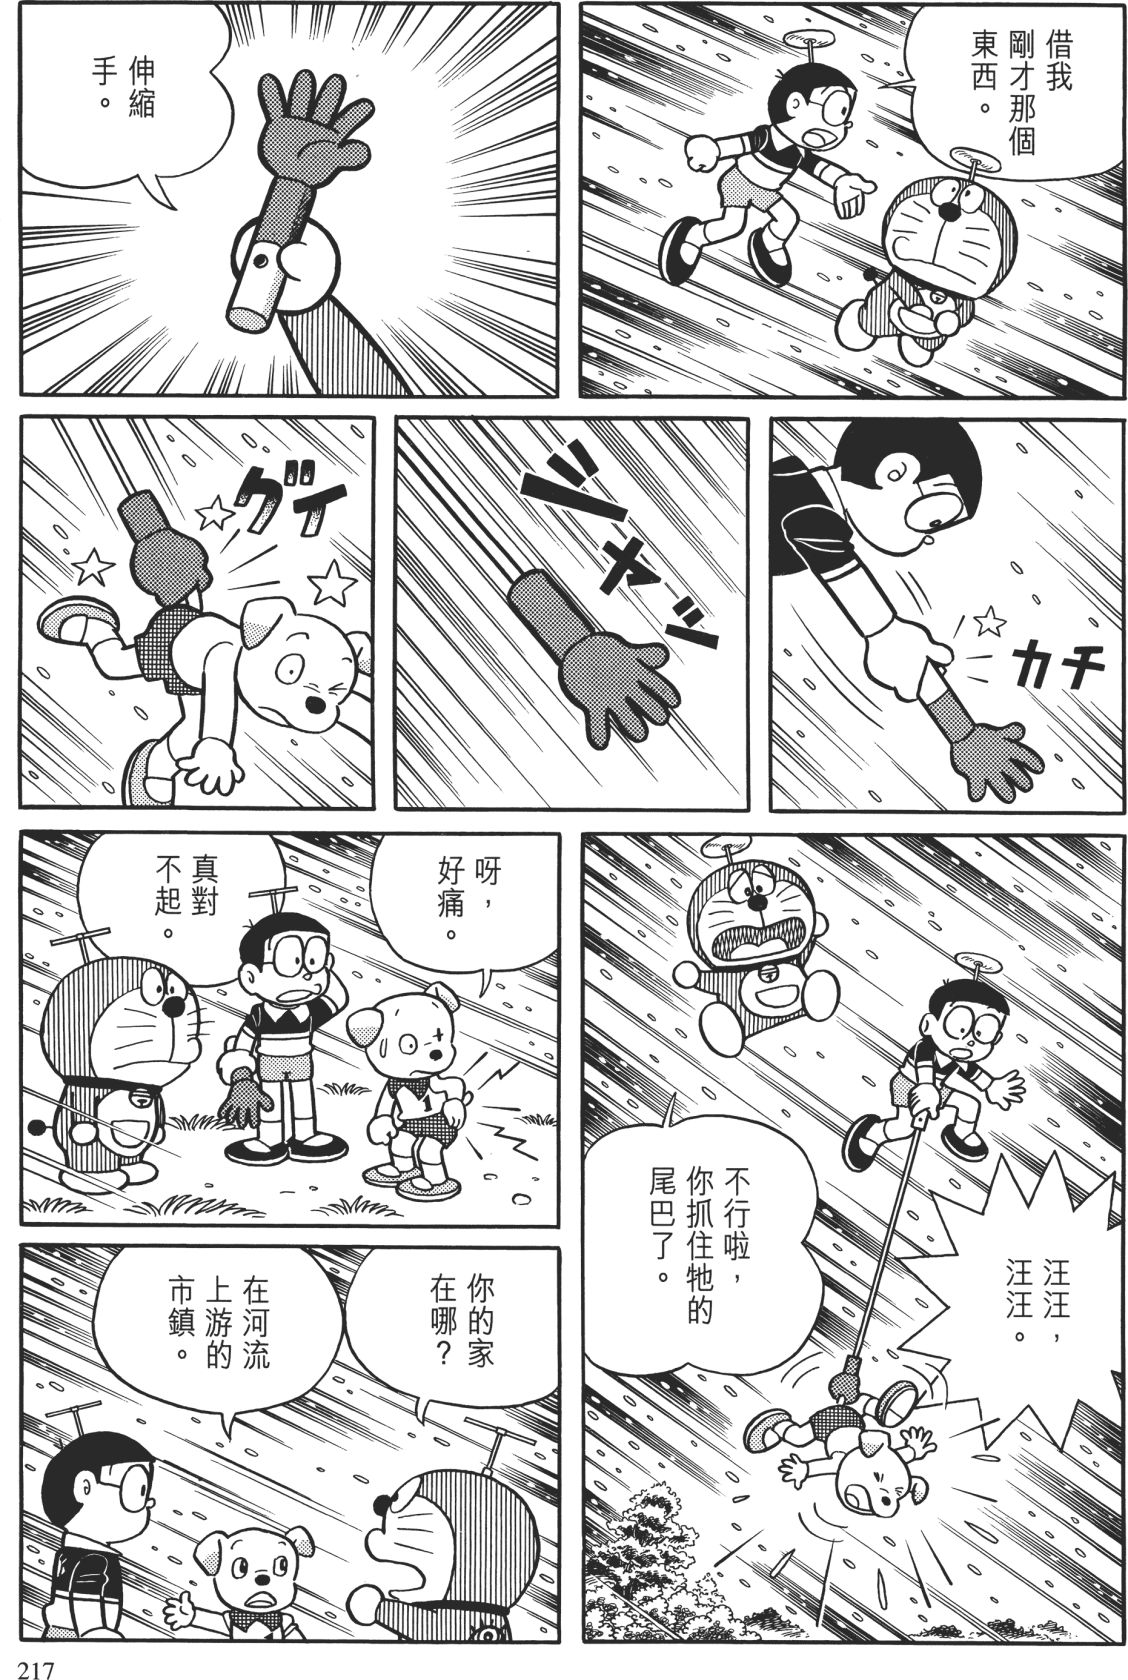 借我
剛才那個
東西。
伸縮
手。
カチ
ズヤッ
グイ
汪汪，
汪汪。
不行啦，
你抓住牠的
尾巴了。
呀，
好痛。
真對
不起。
你的家
在哪？
在河流
上游的
市鎮。
217